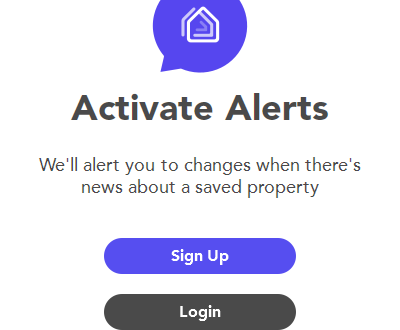 Activate Alerts
We'll alert you to changes when there's
news about a saved property
Sign Up
Login